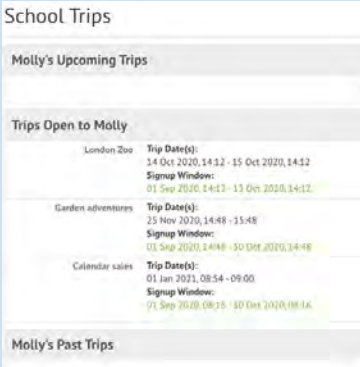 School Trips
Molly's Upcoming Trips
Trips Open to Molly
London Zoo
Trip Date(s):
14 Oct 2020, 14:12 - 15 Oct 2020, 14:12
Signup Window:
01 Sep 2020, 14:12 - 13 Oct 2020, 14:12
Garden adventures
Trip Date(s):
25 Nov 2020, 14:48 - 15:48
Signup Window:
01 Sep 2020, 14:48 - 30 Oct 2020, 14:48
Calendar sales
Trip Date(s):
01 Jan 2021, 08:54 - 09:00
Signup Window:
01 Sep 2020, 08:16 - 30 Oct 2020, 08:16
Molly's Past Trips